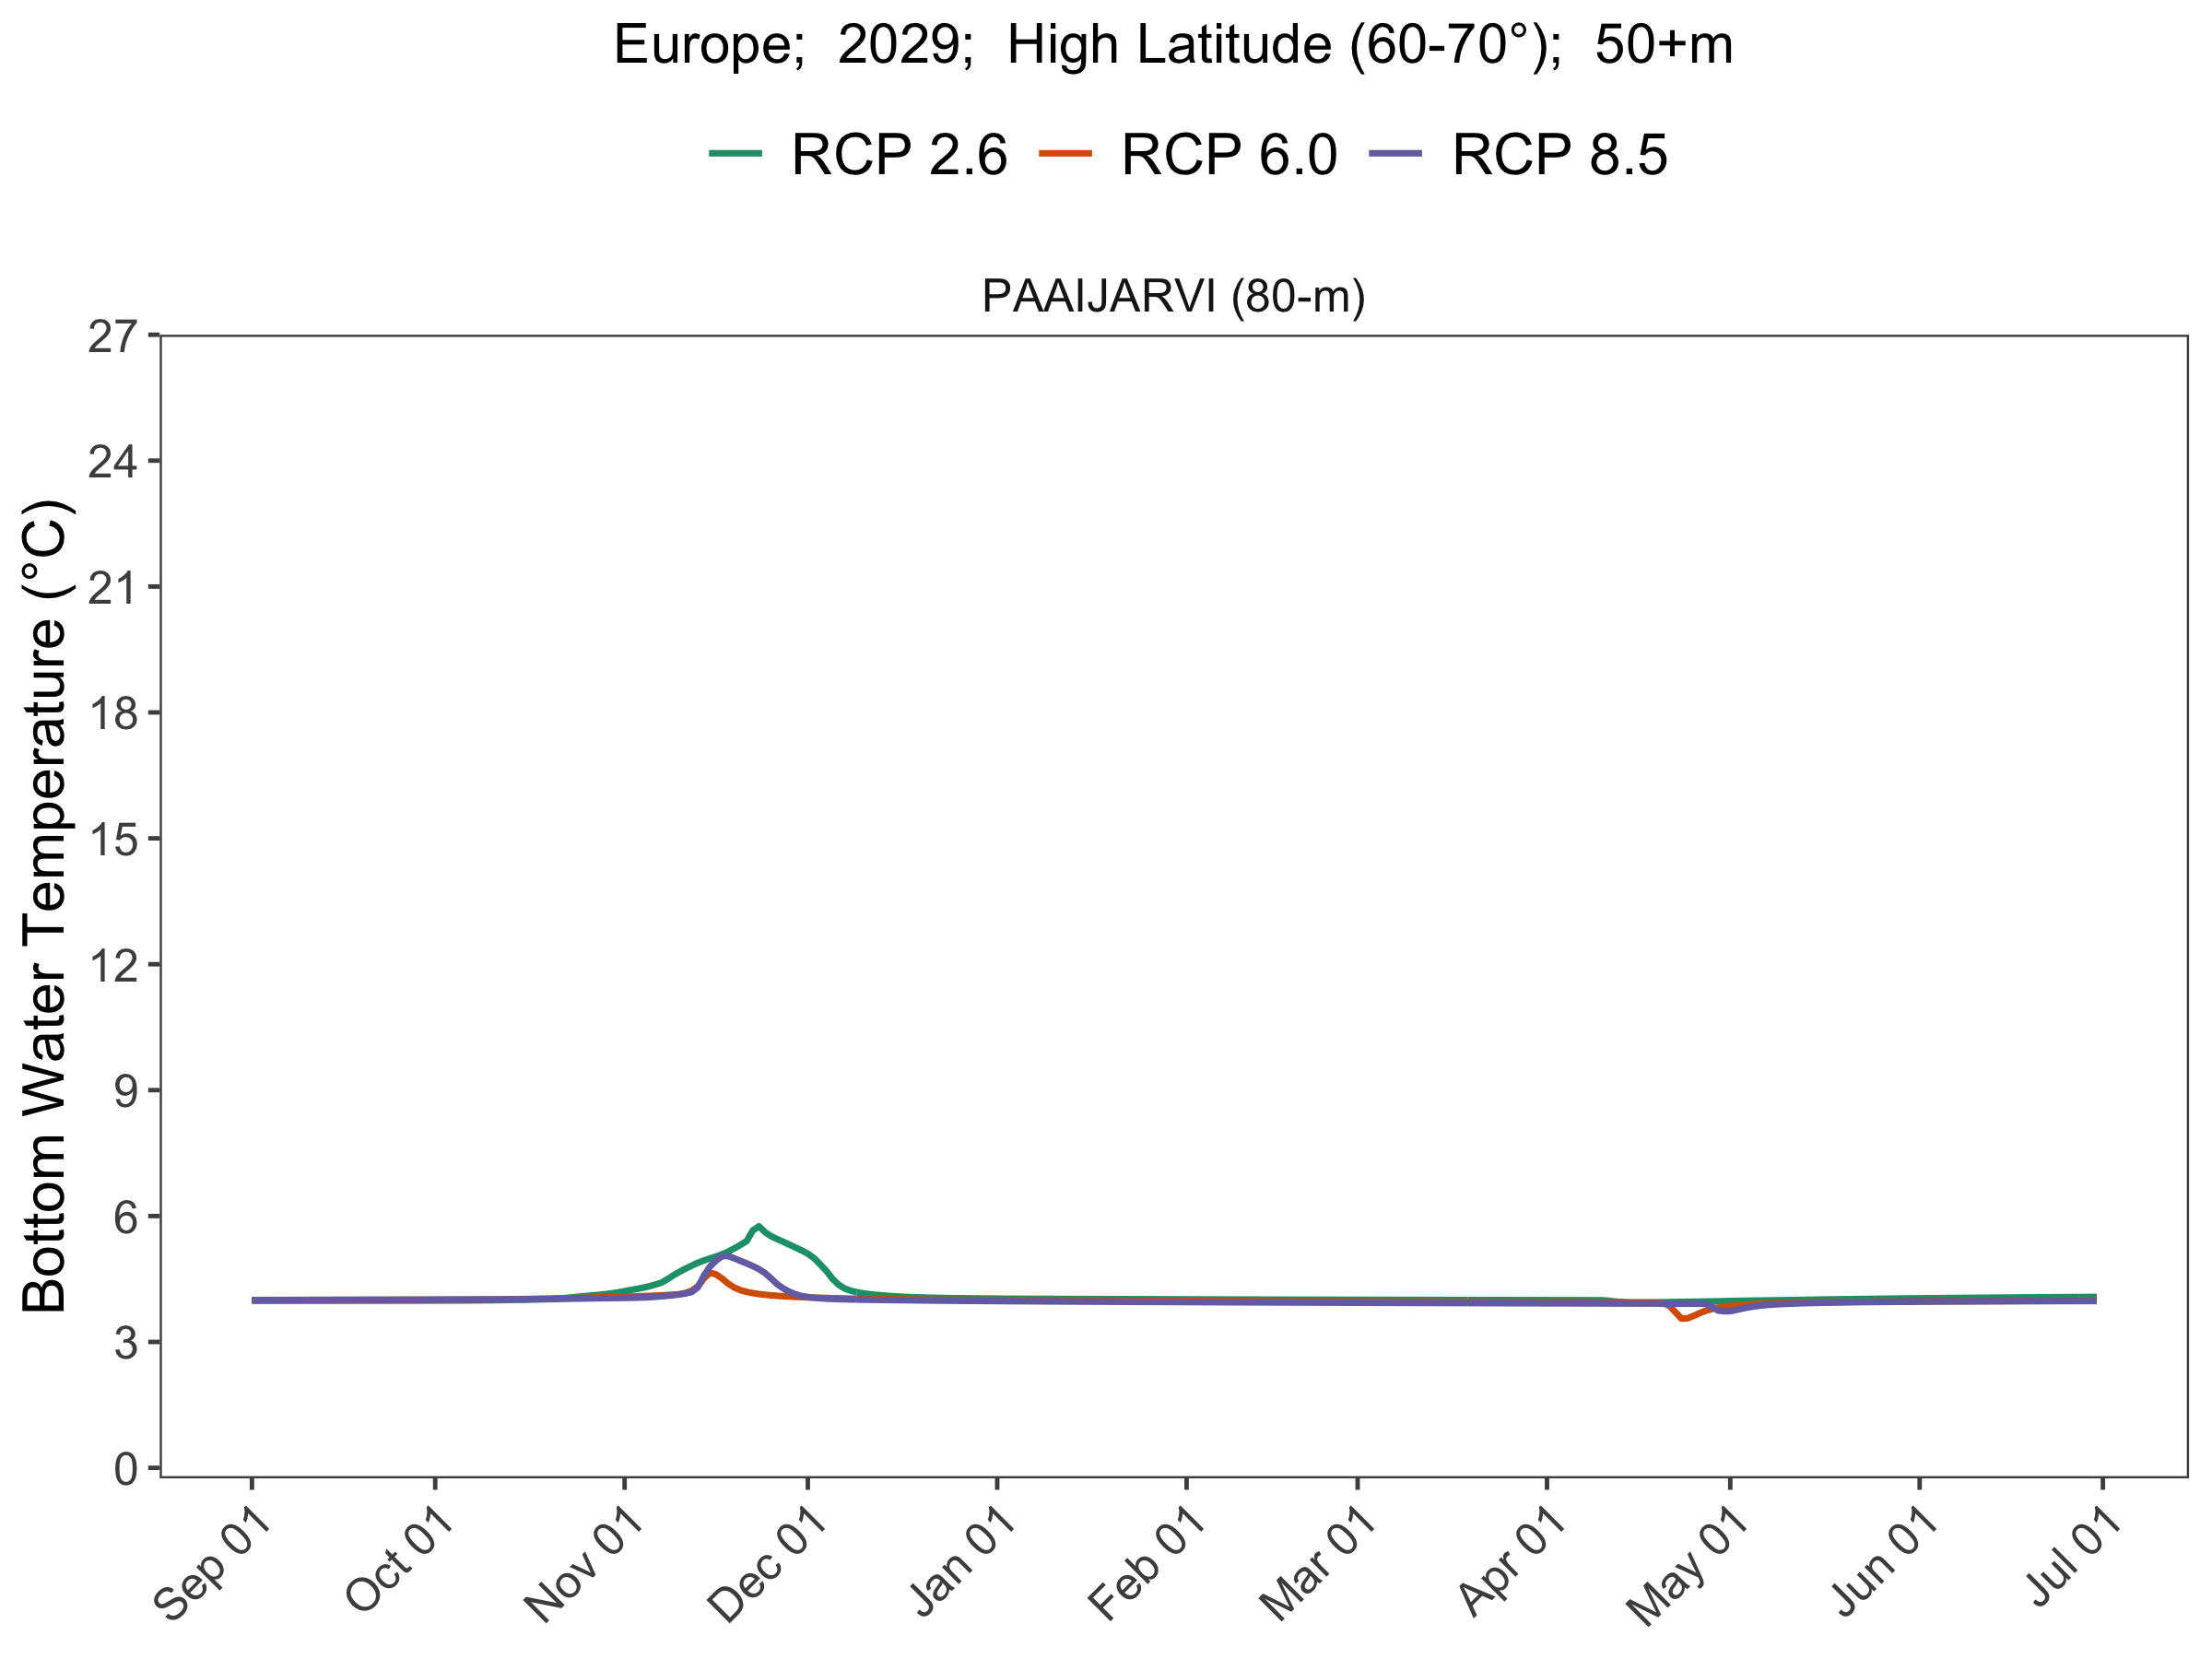 Europe;  2029;  High Latitude (60-70°);  50+m
RCP 2.6 RCP 6.0 RCP 8.5
PAAIJARVI (80-m)
Bottom Water Temperature (°C)
27
24
21
18
15
12
9
6
3
0
Sep 01 Oct 01 Nov 01 Dec 01 Jan 01 Feb 01 Mar 01 Apr 01 May 01 Jun 01 Jul 01